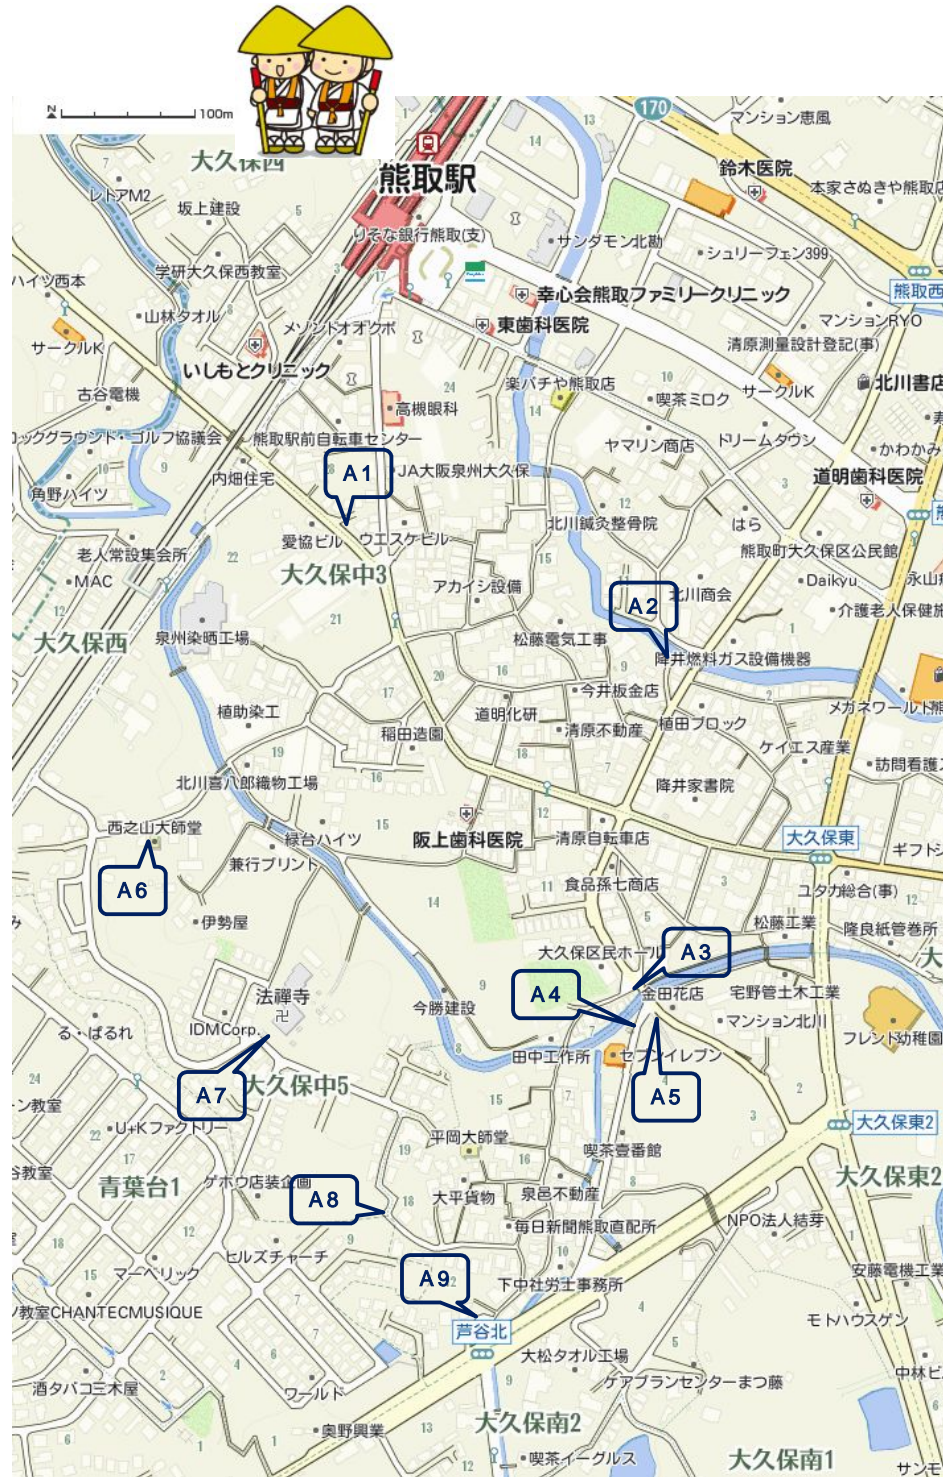 N
100m
170
マンション恵風
大久保西
熊取駅
鈴木医院
本家さぬきや熊取店
レトアM2
坂上建設
りそな銀行熊取(支)
サンダモン北勘
シュリーフェン399
学研大久保西教室
ハイツ西本
熊取西
山林タオル
幸心会熊取ファミリークリニック
マンションRYO
サークルK
メゾンドオオクボ
東歯科医院
清原測量設計登記(事)
いしもとクリニック
楽パチや熊取店
サークルK
北川書店
古谷電機
高槻眼科
喫茶ミロク
ロックグラウンド・ゴルフ協議会
熊取駅前自転車センター
ヤマリン商店
ドリームタウン
かわかみ
内畑住宅
A1
JA大阪泉州大久保
道明歯科医院
角野ハイツ
愛協ビル
ウエスケビル
北川鍼灸整骨院
はら
老人常設集会所
熊取町大久保区公民館
MAC
大久保中3
アカイシ設備
北川商会
Daikyu
A2
介護老人保健施
大久保西
泉州染晒工場
松藤電気工事
降井燃料ガス設備機器
今井板金店
植助染工
道明化研
清原不動産
植田ブロック
メガネワールド熊
稲田造園
ケイエス産業
訪問看護ス
北川喜八郎織物工場
降井家書院
西之山大師堂
緑台ハイツ
阪上歯科医院
清原自転車店
大久保東
ギフトシ
兼行プリント
A6
食品孫七商店
ユタカ総合(事)
伊勢屋
松藤工業
隆良紙管巻所
大久保区民ホール
A3
A4
金田花店
宅野管土木工業
法禪寺
今勝建設
IDMCorp.
マンション北川
る・ぱるれ
田中工作所
セブンイレブン
フレンド幼稚園
A7
大久保中5
A5
ン教室
U+Kファクトリー
大久保東2
平岡大師堂
喫茶壹番館
谷教室
青葉台1
ゲボウ店装企画
A8
大平貨物
泉邑不動産
大久保東2
毎日新聞熊取直配所
NPO法人結芽
ヒルズチャーチ
マーベリック
A9
下中社労士事務所
安藤電機工業
ノ教室CHANTECMUSIQUE
芦谷北
モトハウスゲン
大松タオル工場
ケアプランセンターまつ藤
中林ビ
酒タバコ三木屋
ワールド
奥野興業
大久保南2
喫茶イーグルス
大久保南1
サンモ